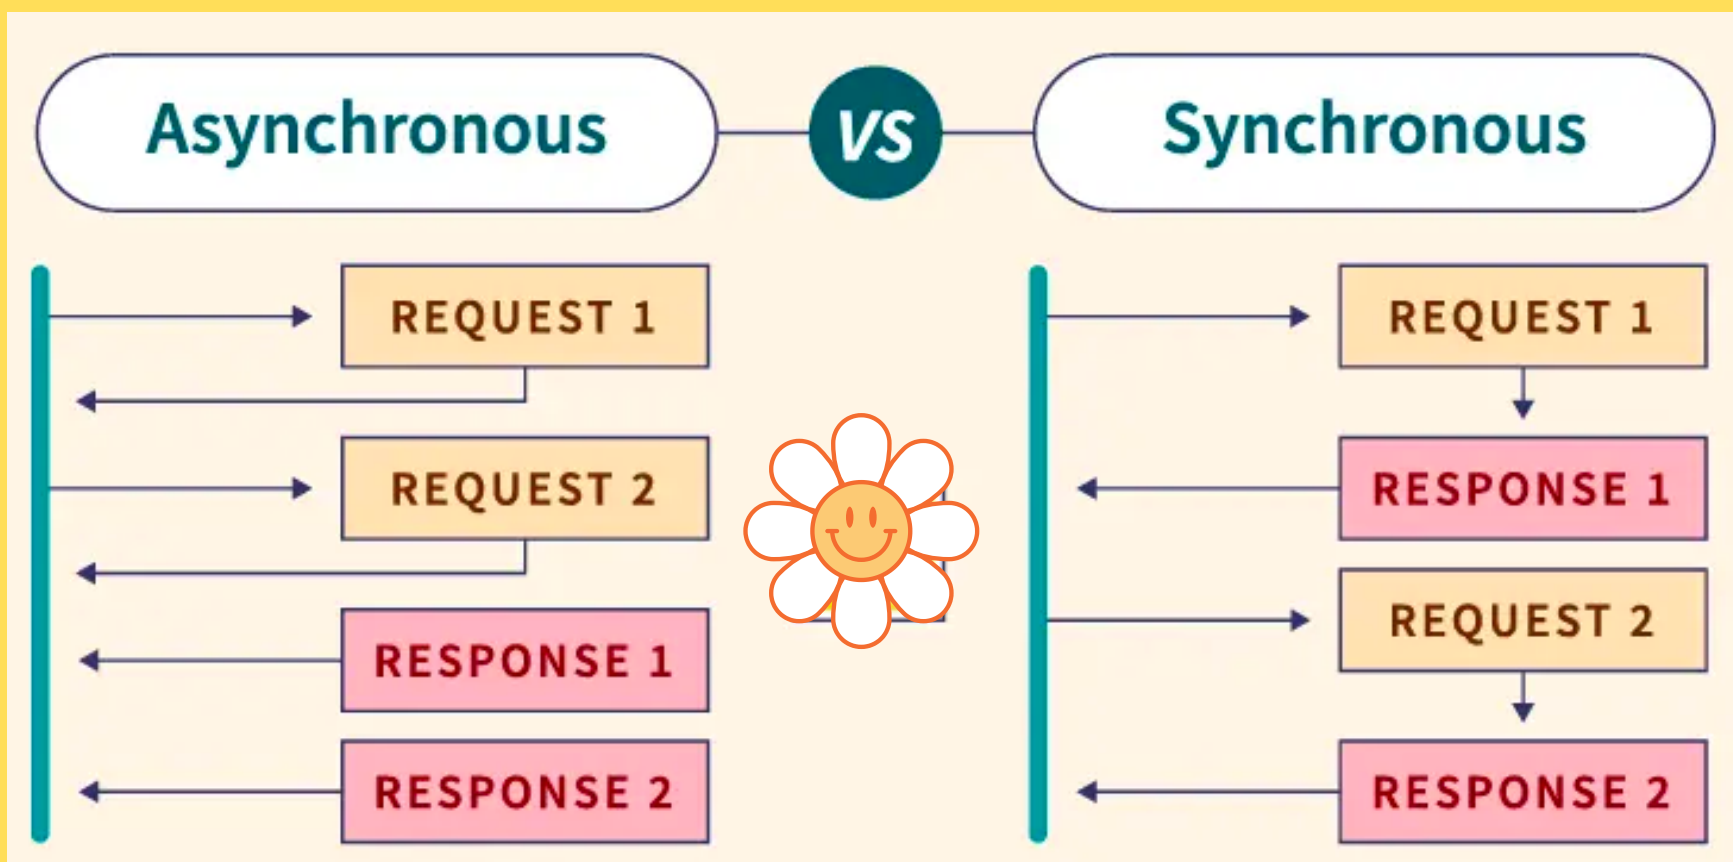 Asynchronous
VS
Synchronous
REQUEST 1
REQUEST 2
RESPONSE 1
RESPONSE 2
REQUEST 1
RESPONSE 1
REQUEST 2
RESPONSE 2